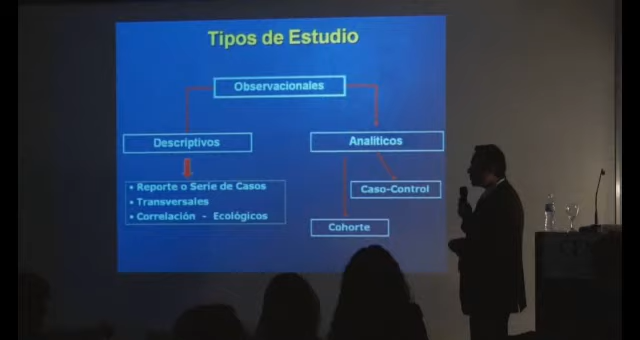 Tipos de Estudio
Observacionales
Descriptivos
Analiticos
• Reporte o Serie de Casos
• Transversales
• Correlación - Ecológicos
Caso-Control
Cohorte